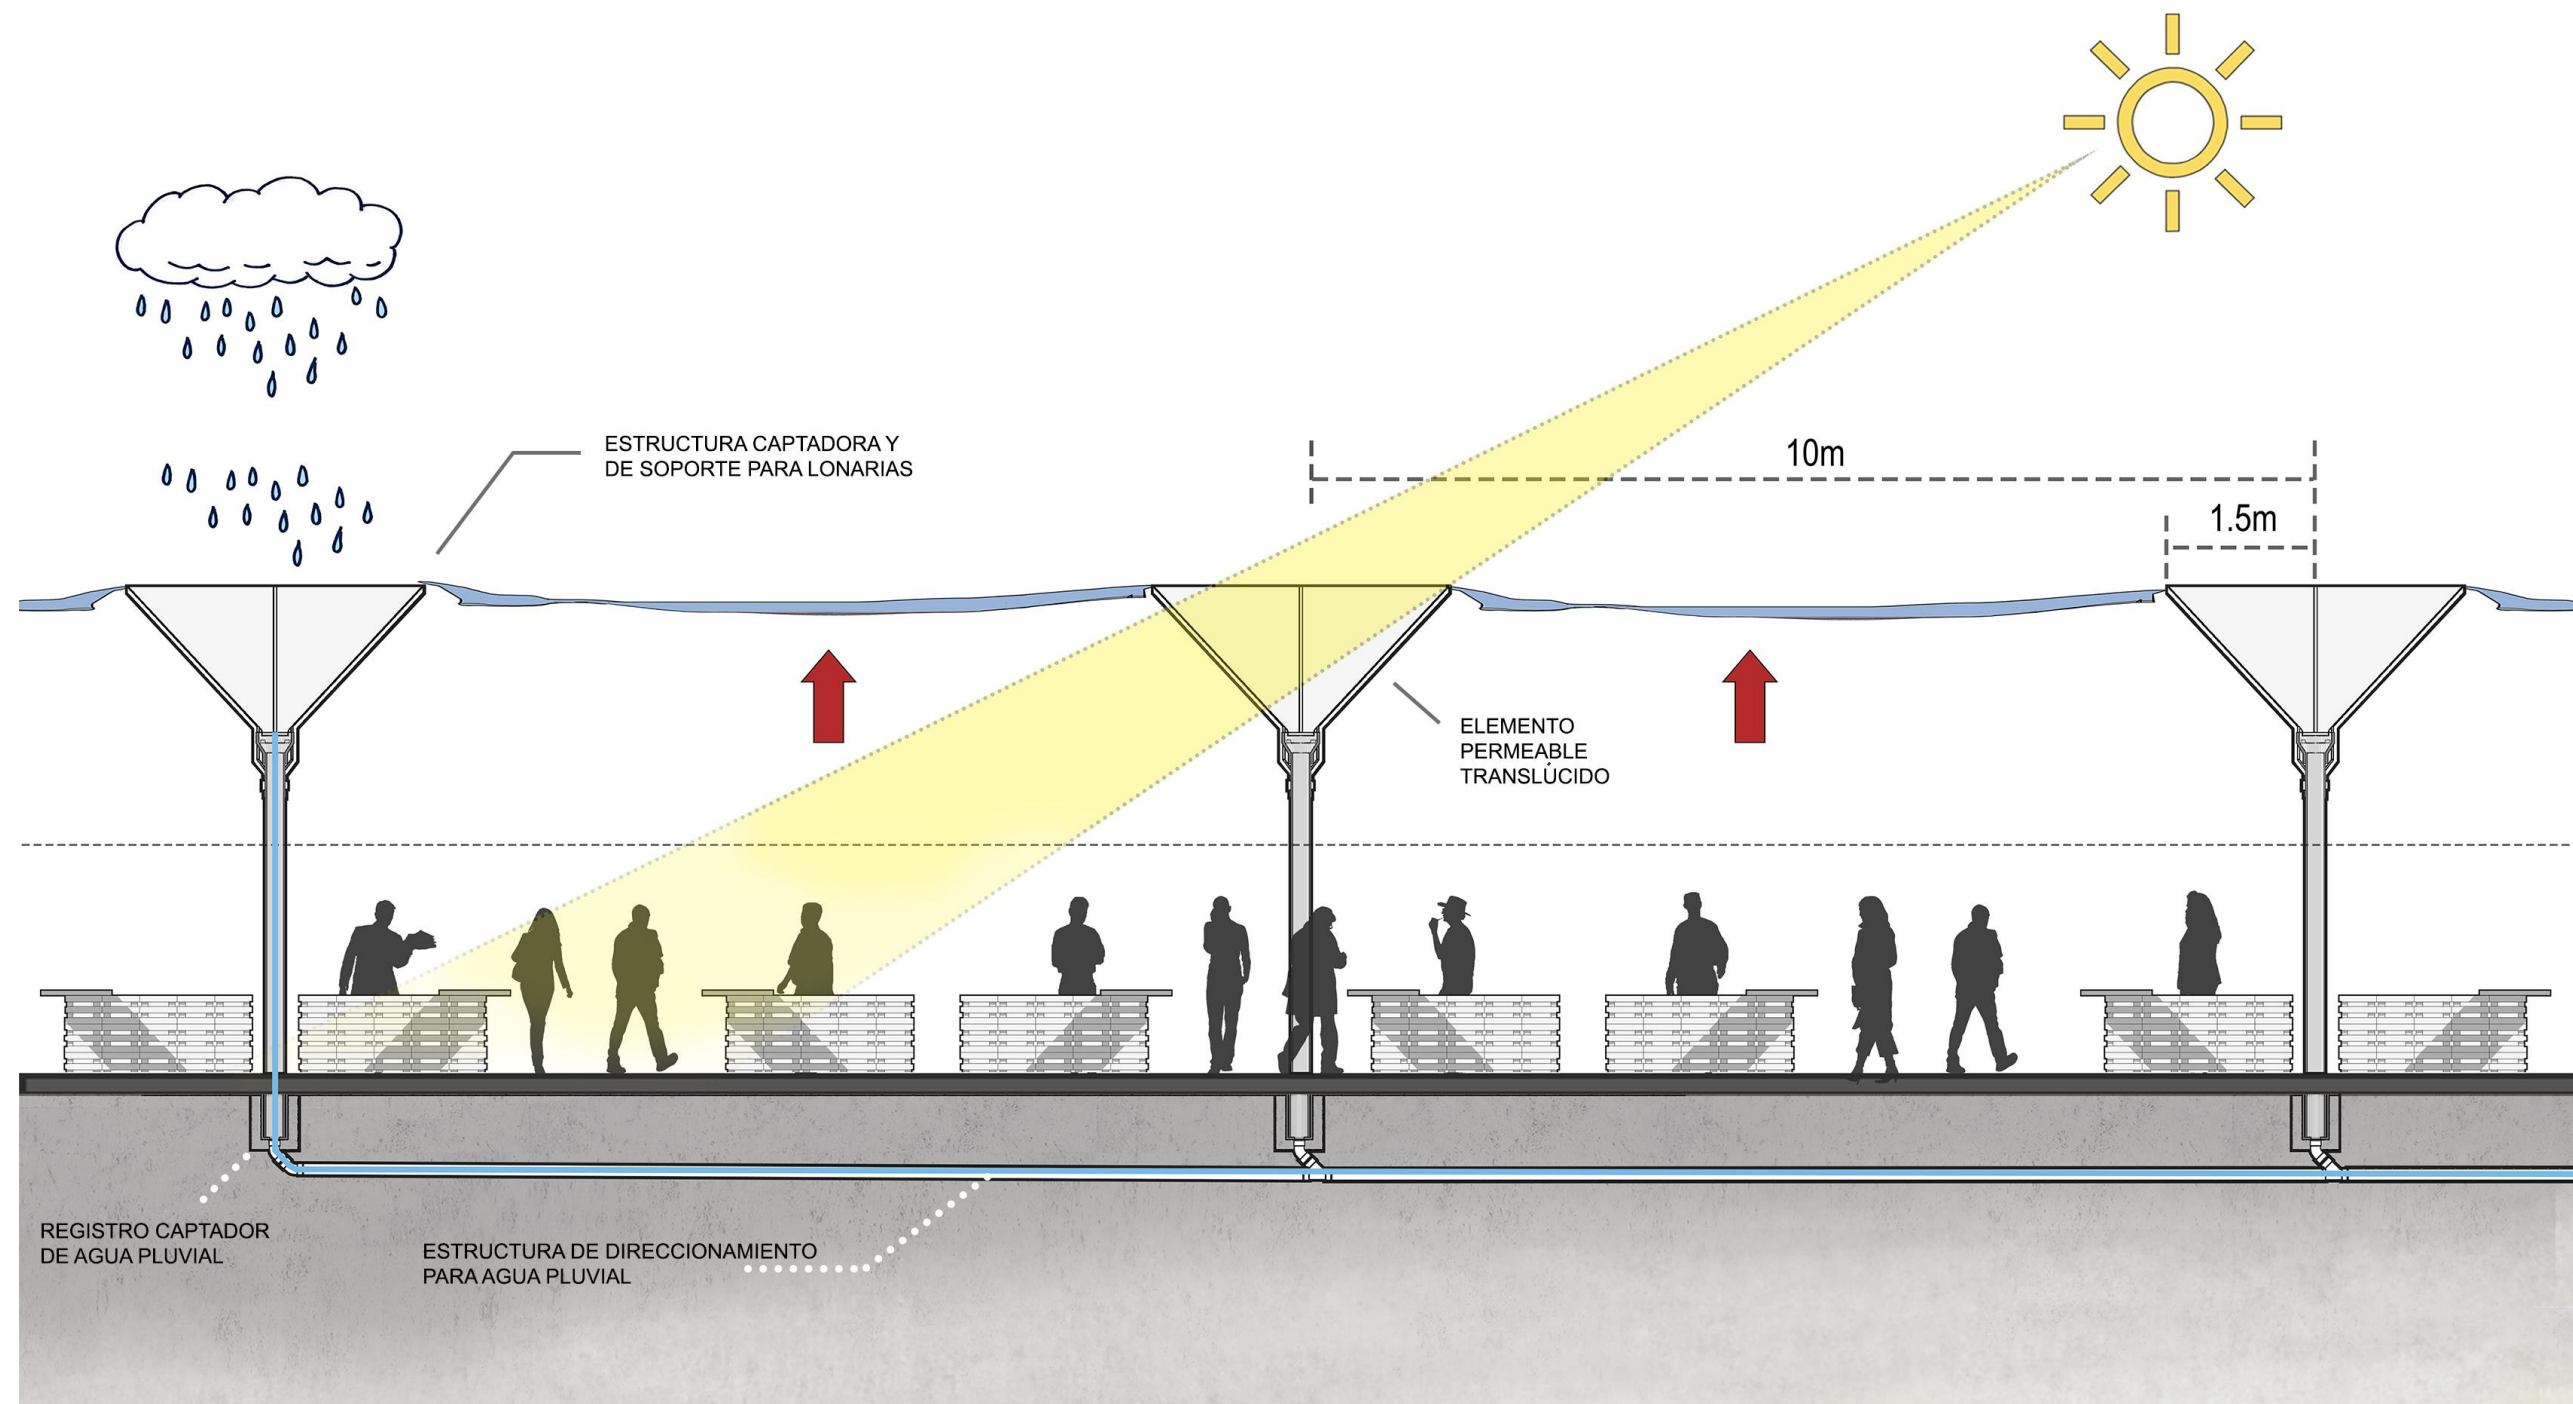 ESTRUCTURA CAPTADORA Y
DE SOPORTE PARA LONARIAS
10m
1.5m
ELEMENTO
PERMEABLE
TRANSLÚCIDO
REGISTRO CAPTADOR
DE AGUA PLUVIAL
ESTRUCTURA DE DIRECCIONAMIENTO
PARA AGUA PLUVIAL